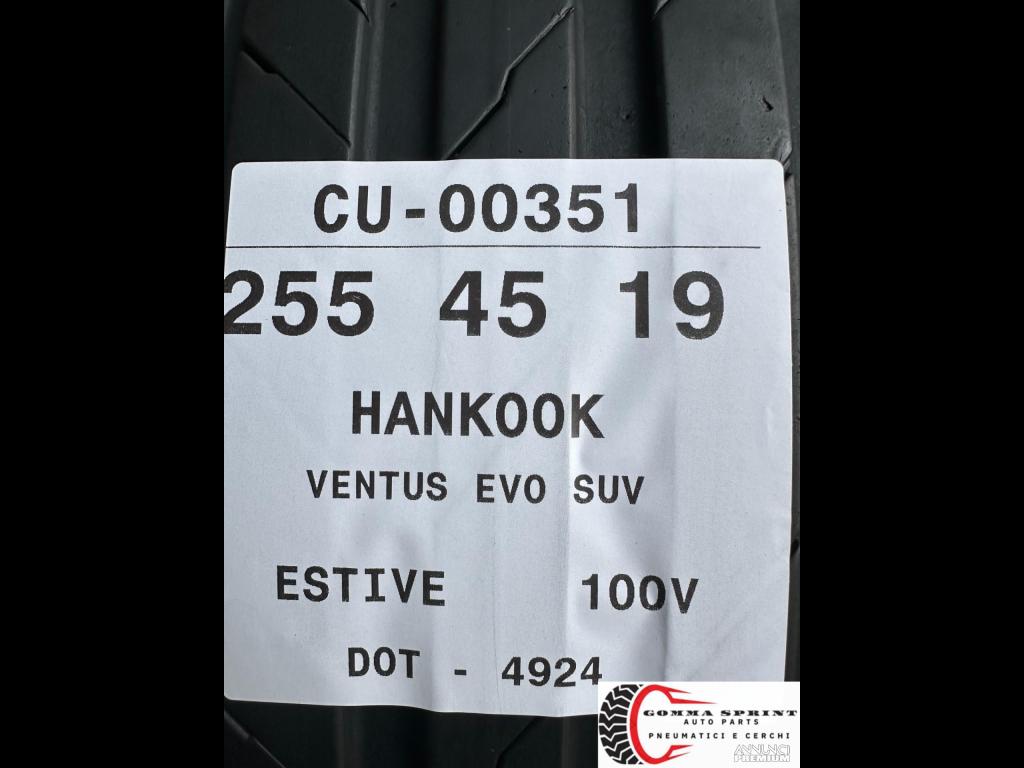 CU-00351
255 45 19
HANKOOK
VENTUS EVO SUV
ESTIVE 100V
DOT - 4924
GOMMA SPRINT
AUTO PARTS
PNEUMATICI E CERCHI
ANNUNCI
PREMIUM